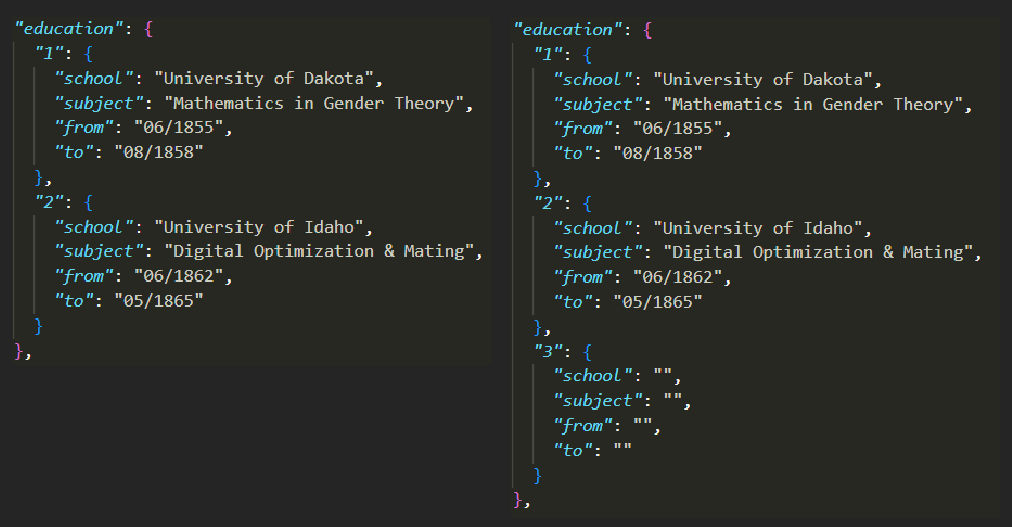 "education": {
"1": {
"school": "University of Dakota",
"subject": "Mathematics in Gender Theory",
"from": "06/1855",
"to": "08/1858"
},
"2": {
"school": "University of Idaho",
"subject": "Digital Optimization & Mating",
"from": "06/1862",
"to": "05/1865"
}
},
"education": {
"1": {
"school": "University of Dakota",
"subject": "Mathematics in Gender Theory",
"from": "06/1855",
"to": "08/1858"
},
"2": {
"school": "University of Idaho",
"subject": "Digital Optimization & Mating",
"from": "06/1862",
"to": "05/1865"
},
"3": {
"school": "",
"subject": "",
"from": "",
"to": ""
}
},